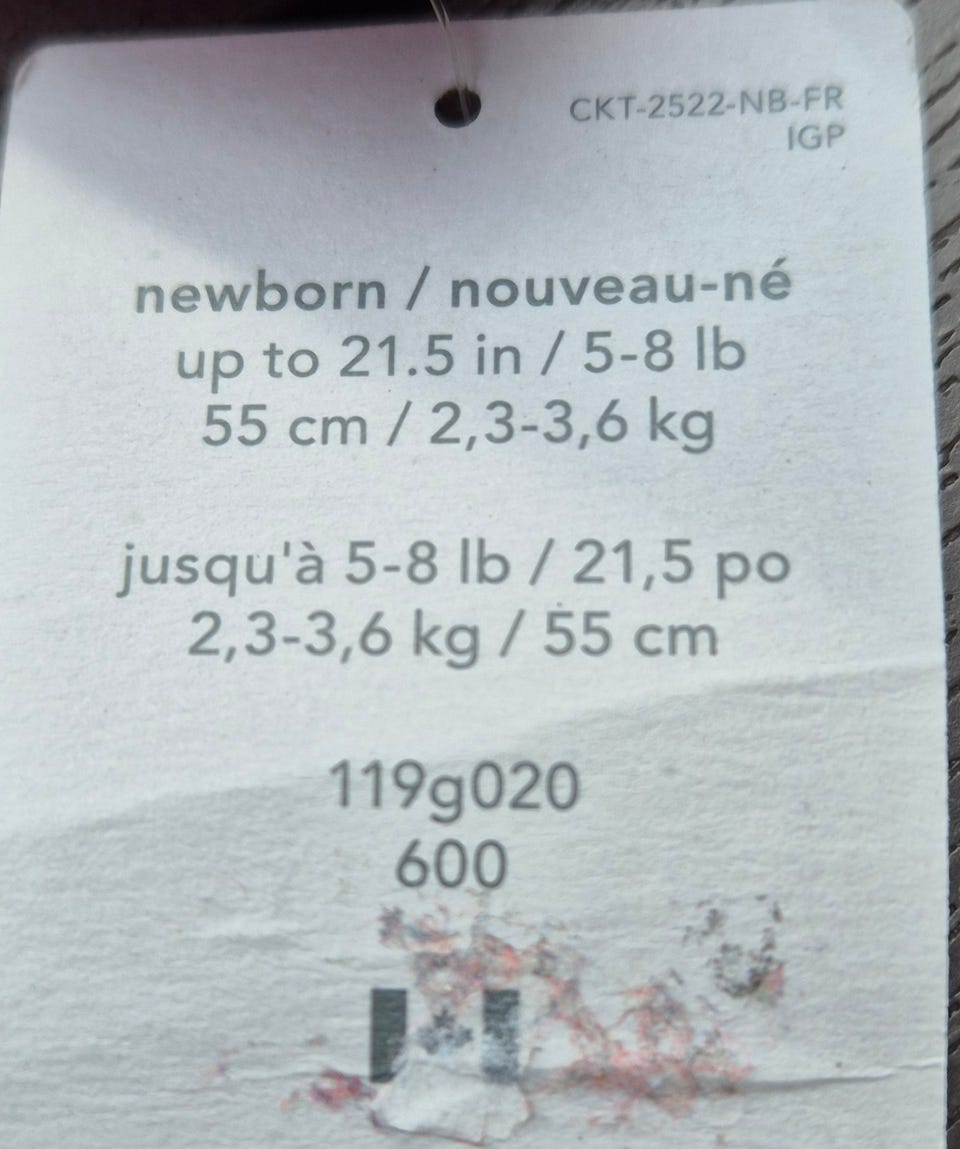 CKT-2522-NB-FR
IGP
newborn / nouveau-né
up to 21.5 in / 5-8 lb
55 cm / 2,3-3,6 kg
jusqu'à 5-8 lb / 21,5 po
2,3-3,6 kg / 55 cm
119g020
600